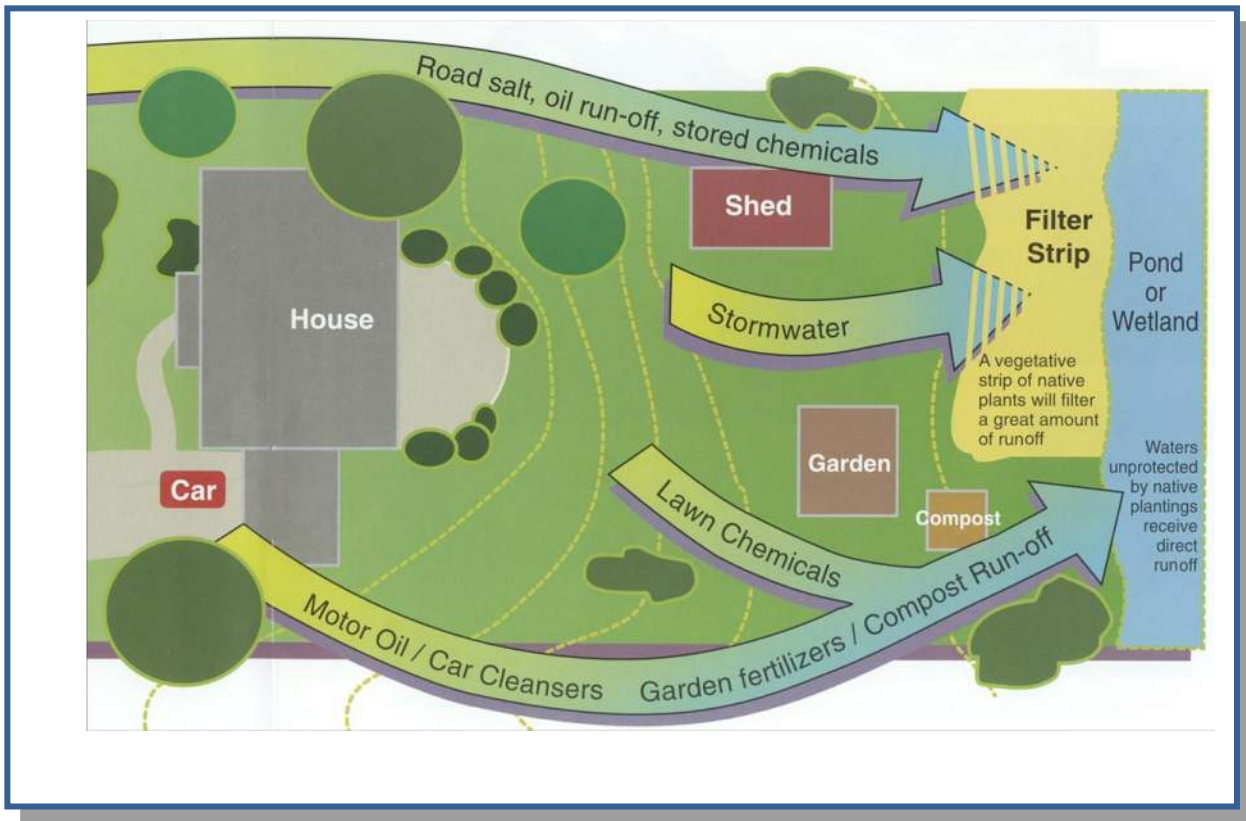 Road salt, oil run-off, stored chemicals
Shed
Filter
Strip
Pond
or
Wetland
House
Stormwater
A vegetative
strip of native
plants will filter
a great amount
of runoff
Garden
Waters
unprotected
by native
plantings
receive
direct
runoff
Car
Lawn Chemicals
Compost
Motor Oil / Car Cleansers
Garden fertilizers / Compost Run-off